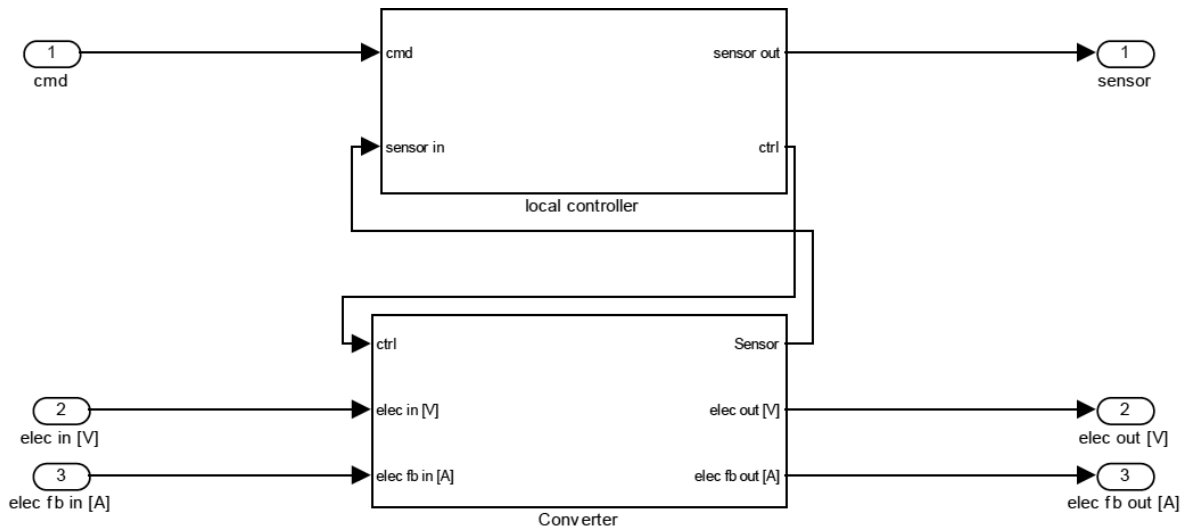 1
cmd
cmd
sensor out
1
sensor
sensor in
ctrl
local controller
ctrl
Sensor
2
elec in [V]
elec in [V]
elec out [V]
2
elec out [V]
3
elec fb in [A]
elec fb in [A]
elec fb out [A]
3
elec fb out [A]
Converter